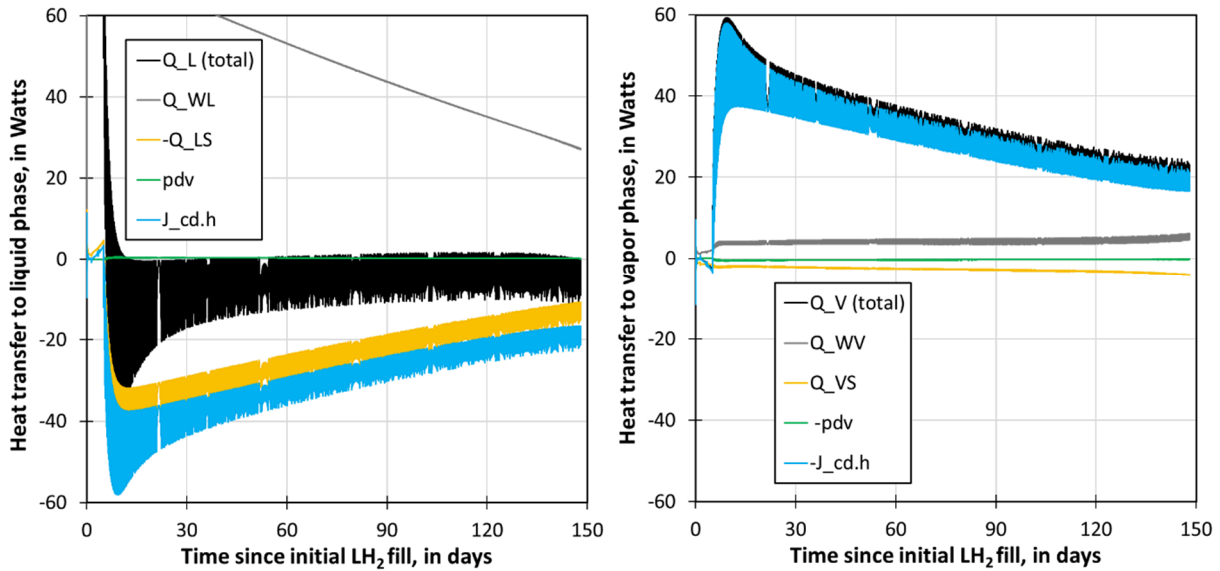 Heat transfer to liquid phase, in Watts
60
40
20
0
-20
-40
-60
Q_L (total)
Q_WL
-Q_LS
pdv
J_cd.h
0 30 60 90 120 150
Time since initial LH₂ fill, in days
Heat transfer to vapor phase, in Watts
60
40
20
0
-20
-40
-60
Q_V (total)
Q_WV
Q_VS
-pdv
-J_cd.h
0 30 60 90 120 150
Time since initial LH₂ fill, in days